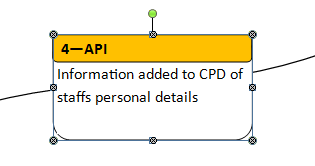 4—API
Information added to CPD of
staffs personal details